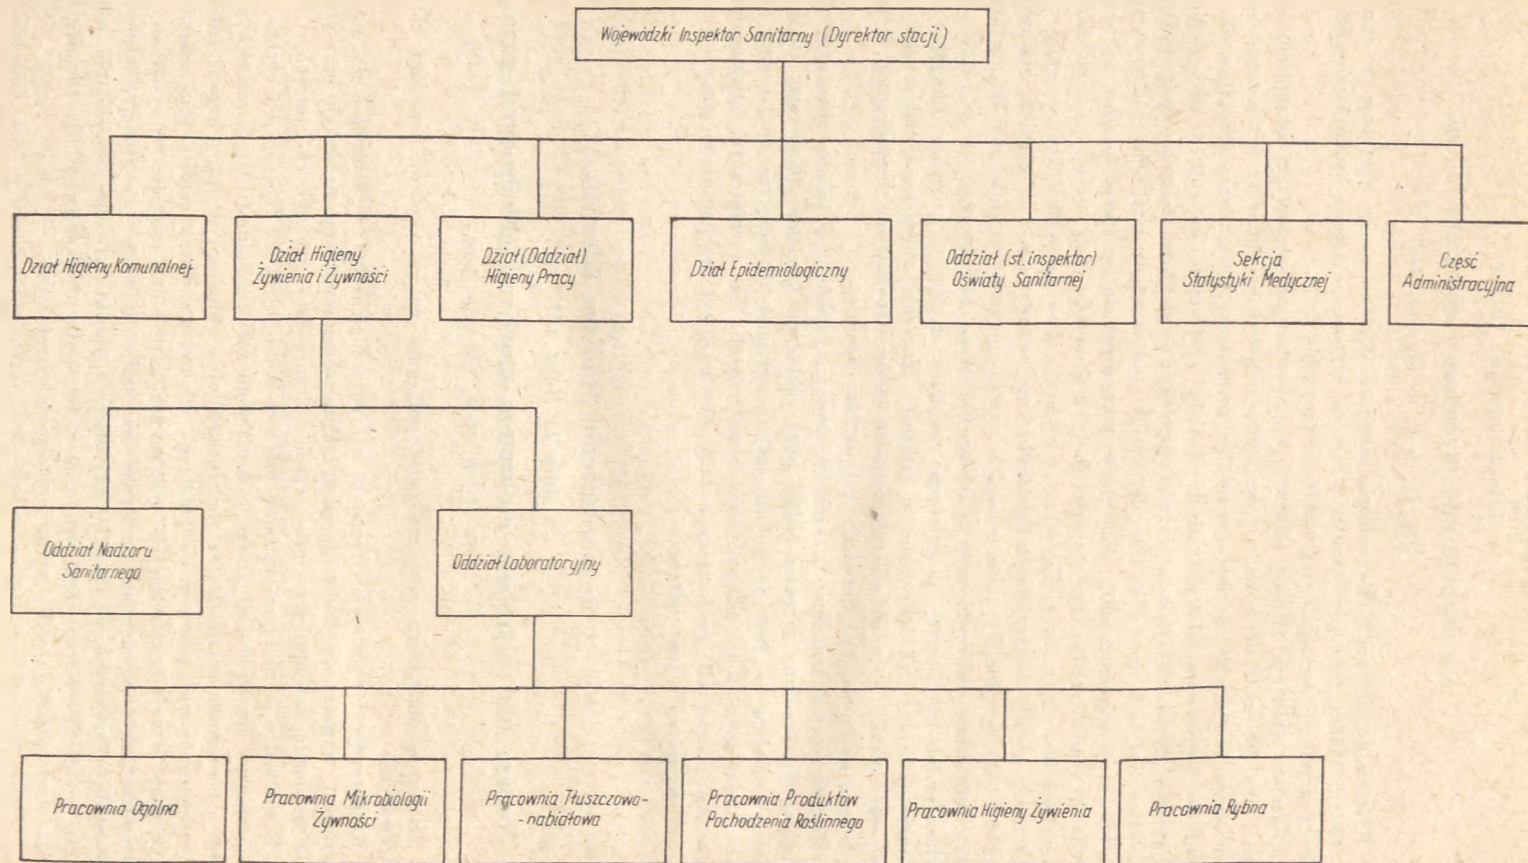 Wojewódzki Inspektor Sanitarny (Dyrektor stacji)
Dział Higieny Komunalnej
Dział Higieny
Żywienia i Żywności
Dział (Oddział)
Higieny Pracy
Dział Epidemiologiczny
Oddział (st. inspektor)
Oświaty Sanitarnej
Sekcja
Statystyki Medycznej
Część
Administracyjna
Oddział Nadzoru
Sanitarnego
Oddział Laboratoryjny
Pracownia Ogólna
Pracownia Mikrobiologii
Żywności
Pracownia Tłuszczowo-
-nabiałowa
Pracownia Produktów
Pochodzenia Roślinnego
Pracownia Higieny Żywienia
Pracownia Rybna